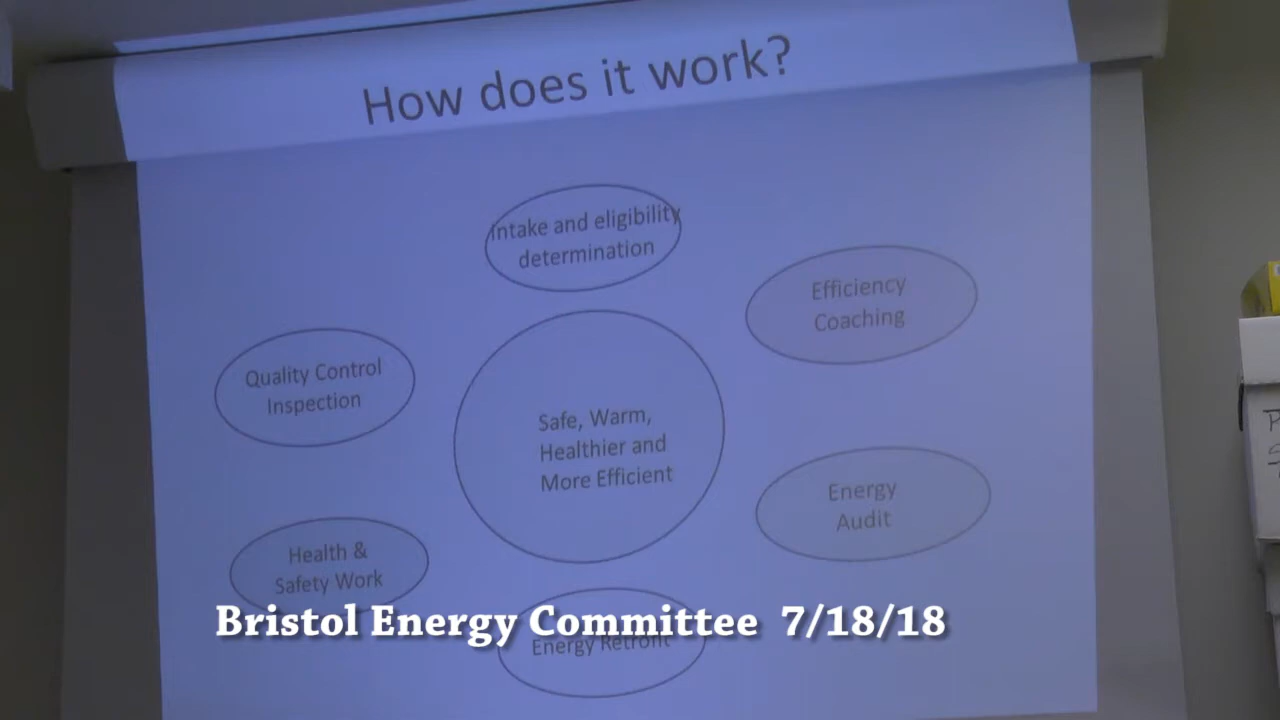 How does it work?
Intake and eligibility
determination
Efficiency
Coaching
Quality Control
Inspection
Safe, Warm,
Healthier and
More Efficient
Energy
Audit
Health &
Safety Work
Bristol Energy Committee 7/18/18
Energy Retrofit